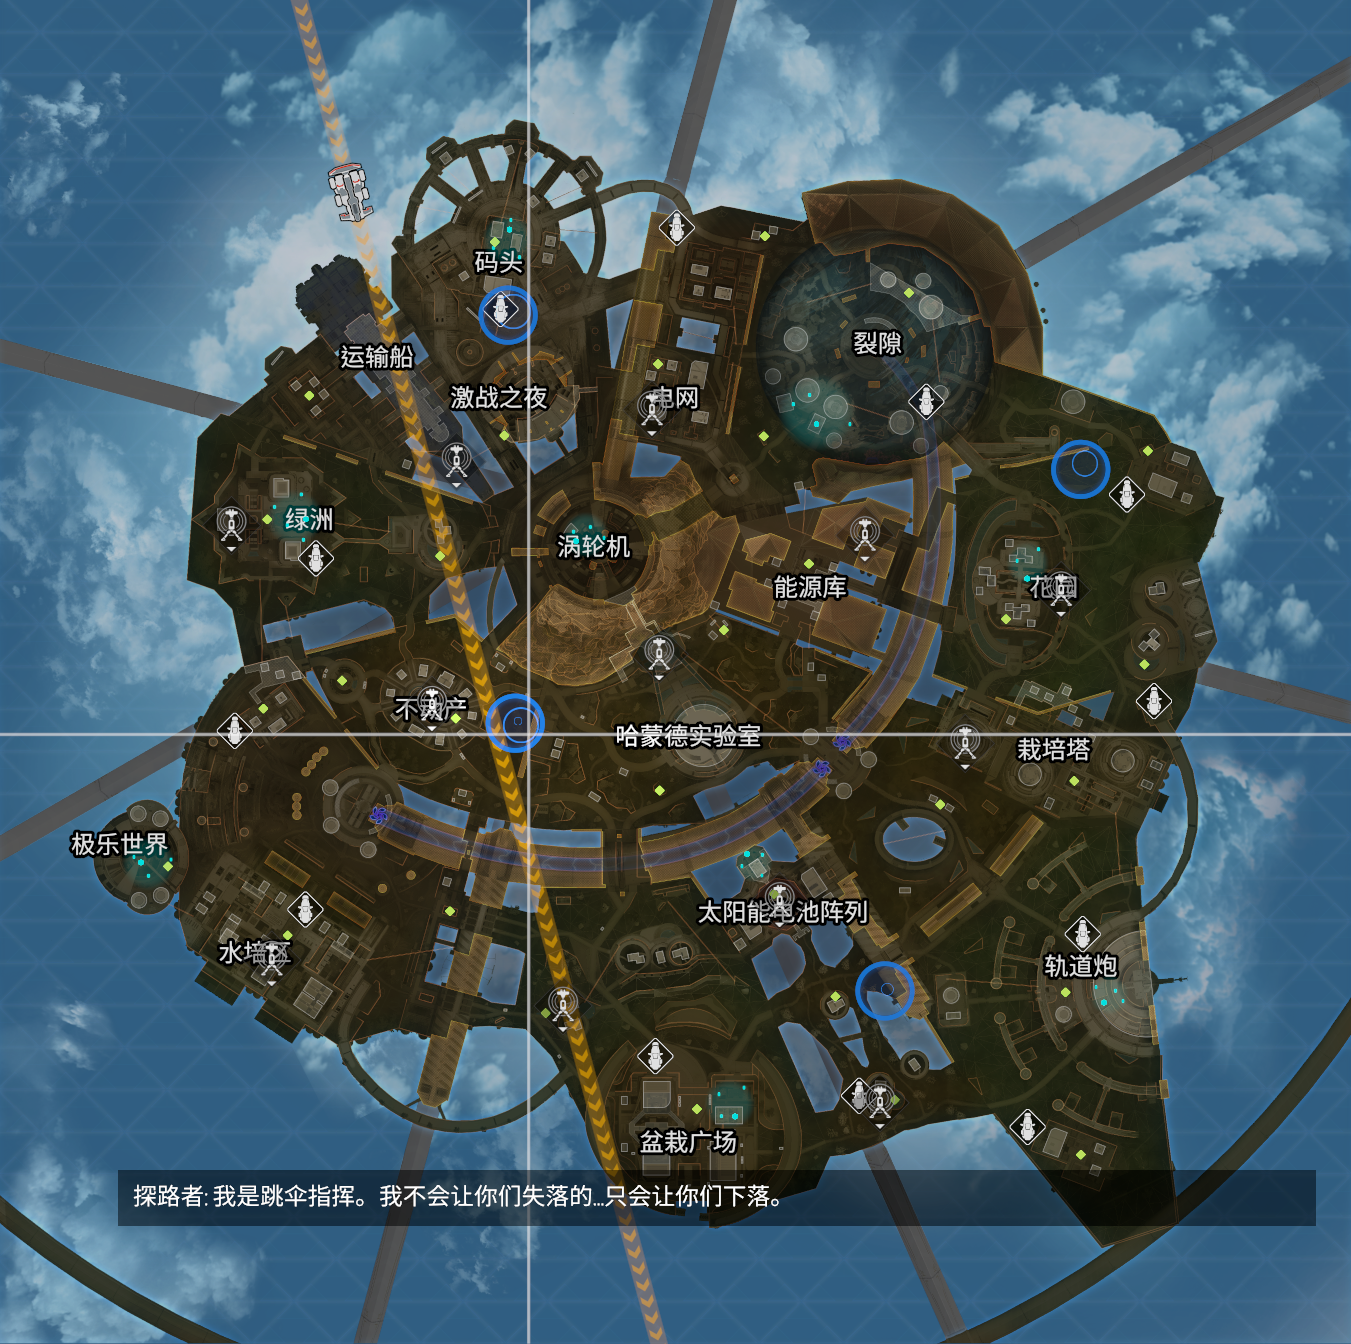 码头
运输船
裂隙
激战之夜
电网
绿洲
涡轮机
能源库
花园
不动产
哈蒙德实验室
栽培塔
极乐世界
太阳能电池阵列
水培区
轨道炮
盆栽广场
探路者: 我是跳伞指挥。我不会让你们失落的...只会让你们下落。